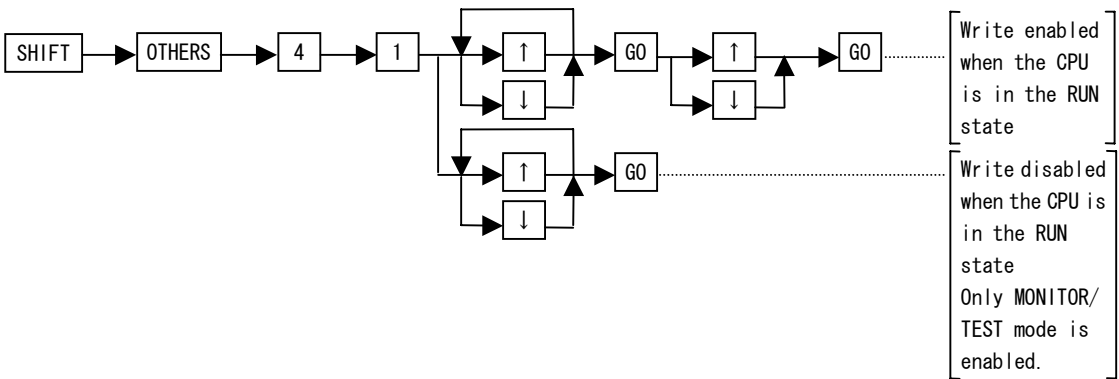 SHIFT OTHERS 4 1 ↑ GO ↑ GO
↓ ↓
Write enabled
when the CPU
is in the RUN
state
↑ GO
↓
Write disabled
when the CPU is
in the RUN
state
Only MONITOR/
TEST mode is
enabled.